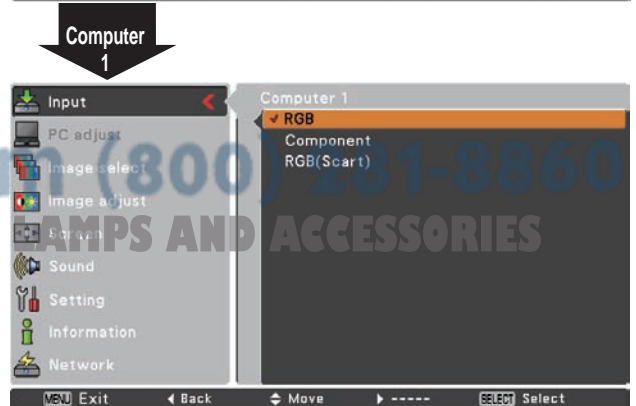 Computer
1
Input
Computer 1
✔ RGB
PC adjust
Component
Image select
RGB(Scart)
m (800) 281-8860
Image adjust
Screen
LAMPS AND ACCESSORIES
Sound
Setting
Information
Network
MENU Exit ◀ Back Move ▶ ----- SELECT Select